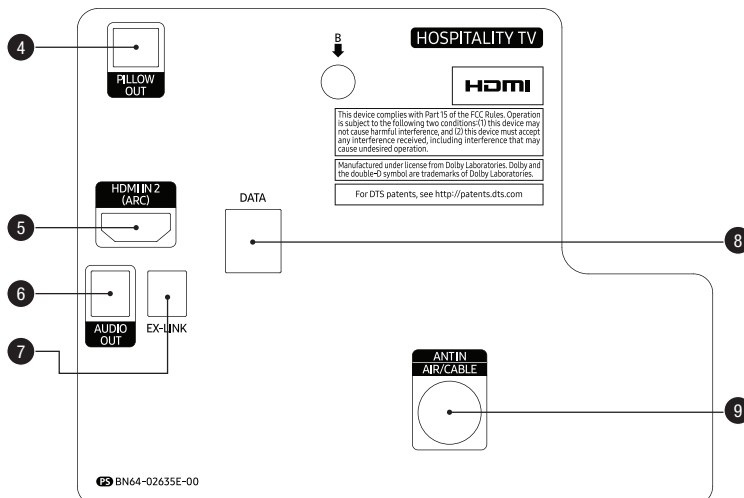 4
PILLOW
OUT
B
HOSPITALITY TV
HDMI
This device complies with Part 15 of the FCC Rules. Operation
is subject to the following two conditions:(1) this device may
not cause harmful interference, and (2) this device must accept
any interference received, including interference that may
cause undesired operation.
Manufactured under license from Dolby Laboratories. Dolby and
the double-D symbol are trademarks of Dolby Laboratories.
For DTS patents, see http://patents.dts.com
HDMI IN 2
(ARC)
5
DATA
8
6
AUDIO
OUT
EX-LINK
7
ANT IN
AIR/CABLE
9
PS BN64-02635E-00